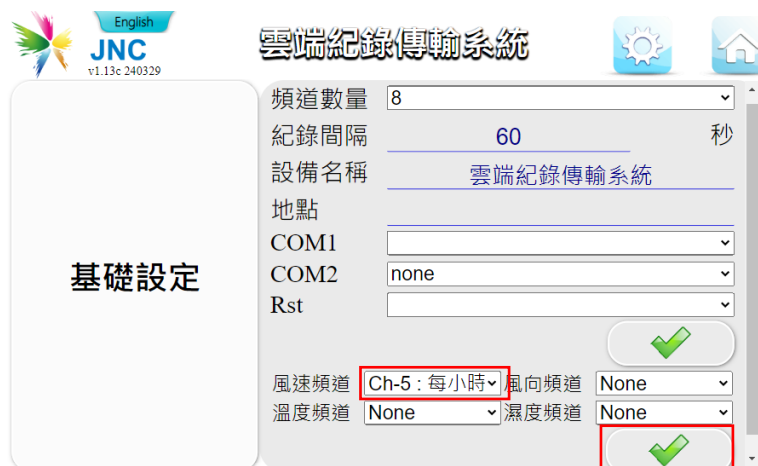 English
JNC
v1.13c 240329
雲端紀錄傳輸系統
基礎設定
頻道數量 8
紀錄間隔 60 秒
設備名稱 雲端紀錄傳輸系統
地點
COM1
COM2 none
Rst
風速頻道 Ch-5 : 每小時 風向頻道 None
溫度頻道 None 濕度頻道 None